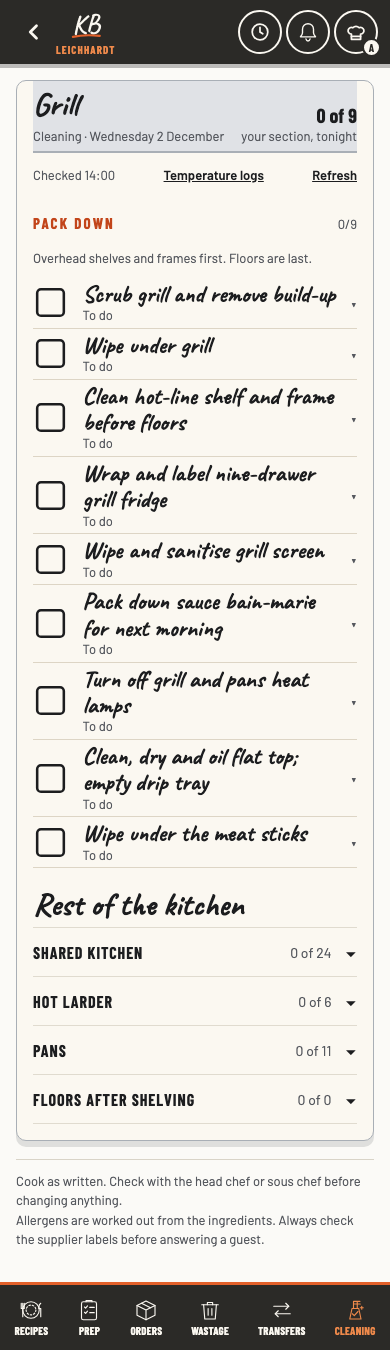 KB
LEICHHARDT
A
Grill
0 of 9
Cleaning · Wednesday 2 December
your section, tonight
Checked 14:00
Temperature logs
Refresh
PACK DOWN
0/9
Overhead shelves and frames first. Floors are last.
Scrub grill and remove build-up
To do
Wipe under grill
To do
Clean hot-line shelf and frame
before floors
To do
Wrap and label nine-drawer
grill fridge
To do
Wipe and sanitise grill screen
To do
Pack down sauce bain-marie
for next morning
To do
Turn off grill and pans heat
lamps
To do
Clean, dry and oil flat top;
empty drip tray
To do
Wipe under the meat sticks
To do
Rest of the kitchen
SHARED KITCHEN
0 of 24
HOT LARDER
0 of 6
PANS
0 of 11
FLOORS AFTER SHELVING
0 of 0
Cook as written. Check with the head chef or sous chef before
changing anything.
Allergens are worked out from the ingredients. Always check
the supplier labels before answering a guest.
RECIPES
PREP
ORDERS
WASTAGE
TRANSFERS
CLEANING